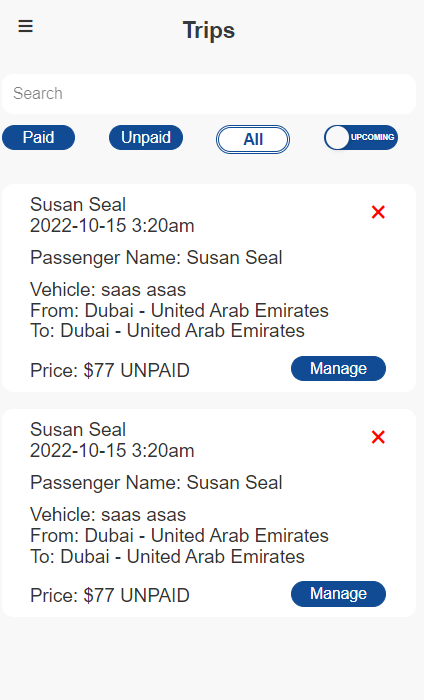 Trips
Search
Paid Unpaid All UPCOMING
Susan Seal
2022-10-15 3:20am
Passenger Name: Susan Seal
Vehicle: saas asas
From: Dubai - United Arab Emirates
To: Dubai - United Arab Emirates
Price: $77 UNPAID Manage
Susan Seal
2022-10-15 3:20am
Passenger Name: Susan Seal
Vehicle: saas asas
From: Dubai - United Arab Emirates
To: Dubai - United Arab Emirates
Price: $77 UNPAID Manage